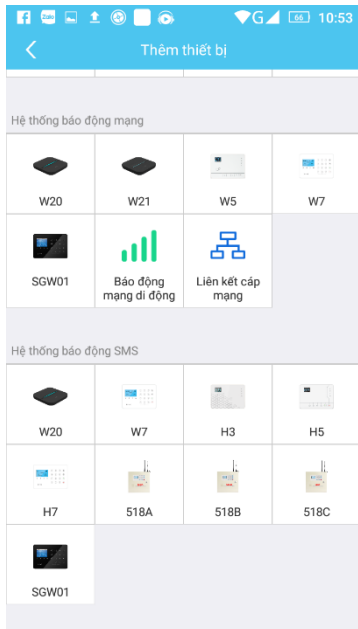 Zalo G 66 10:53
Thêm thiết bị
Hệ thống báo động mạng
W20 W21 W5 W7
SGW01 Báo động mạng di động Liên kết cáp mạng
Hệ thống báo động SMS
W20 W7 H3 H5
H7 518A 518B 518C
SGW01